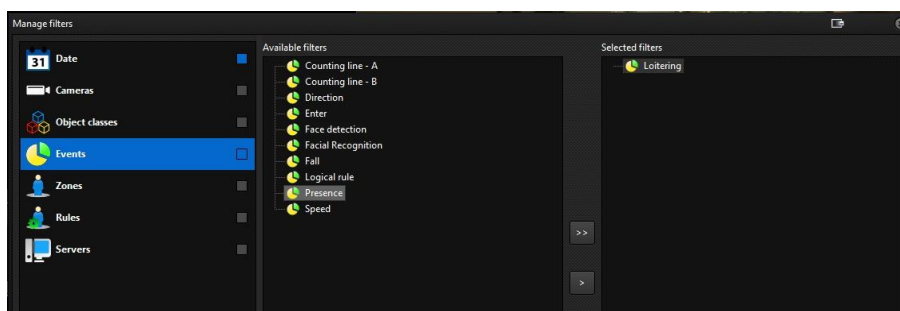 Manage filters
31 Date
Cameras
Object classes
Events
Zones
Rules
Servers
Available filters
Counting line - A
Counting line - B
Direction
Enter
Face detection
Facial Recognition
Fall
Logical rule
Presence
Speed
>>
>
Selected filters
Loitering